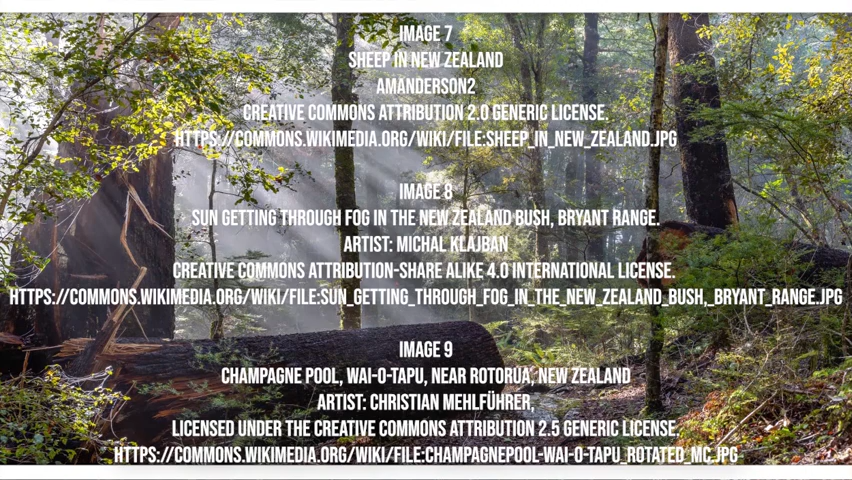 IMAGE 7
SHEEP IN NEW ZEALAND
AMANDERSON2
CREATIVE COMMONS ATTRIBUTION 2.0 GENERIC LICENSE.
HTTPS://COMMONS.WIKIMEDIA.ORG/WIKI/FILE:SHEEP_IN_NEW_ZEALAND.JPG
IMAGE 8
SUN GETTING THROUGH FOG IN THE NEW ZEALAND BUSH, BRYANT RANGE.
ARTIST: MICHAL KLAJBAN
CREATIVE COMMONS ATTRIBUTION-SHARE ALIKE 4.0 INTERNATIONAL LICENSE.
HTTPS://COMMONS.WIKIMEDIA.ORG/WIKI/FILE:SUN_GETTING_THROUGH_FOG_IN_THE_NEW_ZEALAND_BUSH,_BRYANT_RANGE.JPG
IMAGE 9
CHAMPAGNE POOL, WAI-O-TAPU, NEAR ROTORUA, NEW ZEALAND
ARTIST: CHRISTIAN MEHLFÜHRER,
LICENSED UNDER THE CREATIVE COMMONS ATTRIBUTION 2.5 GENERIC LICENSE.
HTTPS://COMMONS.WIKIMEDIA.ORG/WIKI/FILE:CHAMPAGNEPOOL-WAI-O-TAPU_ROTATED_MC.JPG